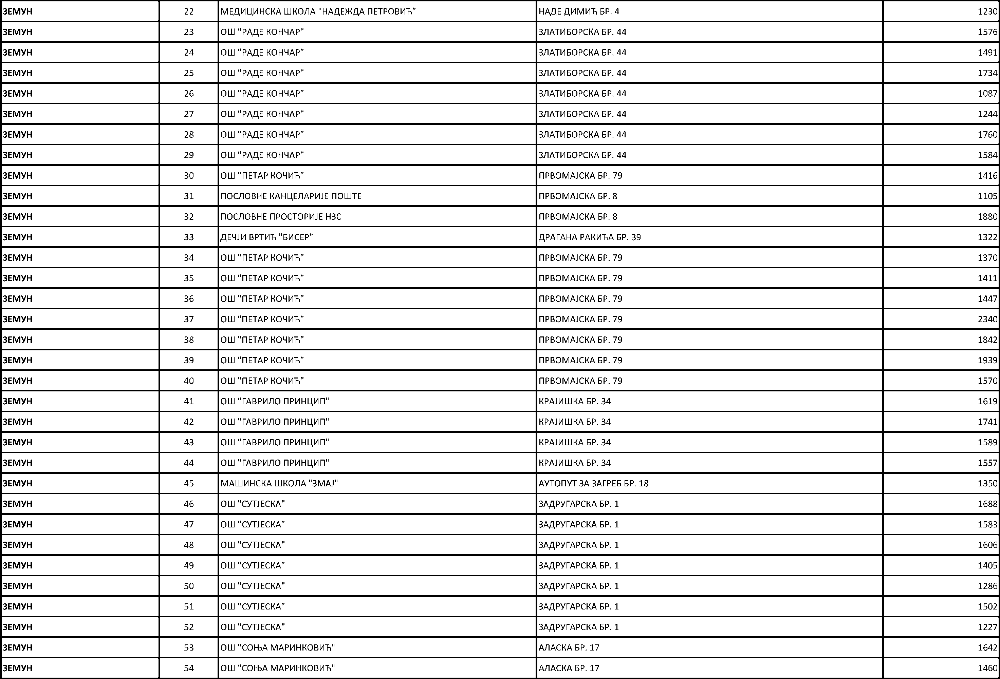 ЗЕМУН 22 МЕДИЦИНСКА ШКОЛА "НАДЕЖДА ПЕТРОВИЋ" НАДЕ ДИМИЋ БР. 4 1230
ЗЕМУН 23 ОШ "РАДЕ КОНЧАР" ЗЛАТИБОРСКА БР. 44 1576
ЗЕМУН 24 ОШ "РАДЕ КОНЧАР" ЗЛАТИБОРСКА БР. 44 1491
ЗЕМУН 25 ОШ "РАДЕ КОНЧАР" ЗЛАТИБОРСКА БР. 44 1734
ЗЕМУН 26 ОШ "РАДЕ КОНЧАР" ЗЛАТИБОРСКА БР. 44 1087
ЗЕМУН 27 ОШ "РАДЕ КОНЧАР" ЗЛАТИБОРСКА БР. 44 1244
ЗЕМУН 28 ОШ "РАДЕ КОНЧАР" ЗЛАТИБОРСКА БР. 44 1760
ЗЕМУН 29 ОШ "РАДЕ КОНЧАР" ЗЛАТИБОРСКА БР. 44 1584
ЗЕМУН 30 ОШ "ПЕТАР КОЧИЋ" ПРВОМАЈСКА БР. 79 1416
ЗЕМУН 31 ПОСЛОВНЕ КАНЦЕЛАРИЈЕ ПОШТЕ ПРВОМАЈСКА БР. 8 1105
ЗЕМУН 32 ПОСЛОВНЕ ПРОСТОРИЈЕ НЗС ПРВОМАЈСКА БР. 8 1880
ЗЕМУН 33 ДЕЧЈИ ВРТИЋ "БИСЕР" ДРАГАНА РАКИЋА БР. 39 1322
ЗЕМУН 34 ОШ "ПЕТАР КОЧИЋ" ПРВОМАЈСКА БР. 79 1370
ЗЕМУН 35 ОШ "ПЕТАР КОЧИЋ" ПРВОМАЈСКА БР. 79 1411
ЗЕМУН 36 ОШ "ПЕТАР КОЧИЋ" ПРВОМАЈСКА БР. 79 1447
ЗЕМУН 37 ОШ "ПЕТАР КОЧИЋ" ПРВОМАЈСКА БР. 79 2340
ЗЕМУН 38 ОШ "ПЕТАР КОЧИЋ" ПРВОМАЈСКА БР. 79 1842
ЗЕМУН 39 ОШ "ПЕТАР КОЧИЋ" ПРВОМАЈСКА БР. 79 1939
ЗЕМУН 40 ОШ "ПЕТАР КОЧИЋ" ПРВОМАЈСКА БР. 79 1570
ЗЕМУН 41 ОШ "ГАВРИЛО ПРИНЦИП" КРАЈИШКА БР. 34 1619
ЗЕМУН 42 ОШ "ГАВРИЛО ПРИНЦИП" КРАЈИШКА БР. 34 1741
ЗЕМУН 43 ОШ "ГАВРИЛО ПРИНЦИП" КРАЈИШКА БР. 34 1589
ЗЕМУН 44 ОШ "ГАВРИЛО ПРИНЦИП" КРАЈИШКА БР. 34 1557
ЗЕМУН 45 МАШИНСКА ШКОЛА "ЗМАЈ" АУТОПУТ ЗА ЗАГРЕБ БР. 18 1350
ЗЕМУН 46 ОШ "СУТЈЕСКА" ЗАДРУГАРСКА БР. 1 1688
ЗЕМУН 47 ОШ "СУТЈЕСКА" ЗАДРУГАРСКА БР. 1 1583
ЗЕМУН 48 ОШ "СУТЈЕСКА" ЗАДРУГАРСКА БР. 1 1606
ЗЕМУН 49 ОШ "СУТЈЕСКА" ЗАДРУГАРСКА БР. 1 1405
ЗЕМУН 50 ОШ "СУТЈЕСКА" ЗАДРУГАРСКА БР. 1 1286
ЗЕМУН 51 ОШ "СУТЈЕСКА" ЗАДРУГАРСКА БР. 1 1502
ЗЕМУН 52 ОШ "СУТЈЕСКА" ЗАДРУГАРСКА БР. 1 1227
ЗЕМУН 53 ОШ "СОЊА МАРИНКОВИЋ" АЛАСКА БР. 17 1642
ЗЕМУН 54 ОШ "СОЊА МАРИНКОВИЋ" АЛАСКА БР. 17 1460